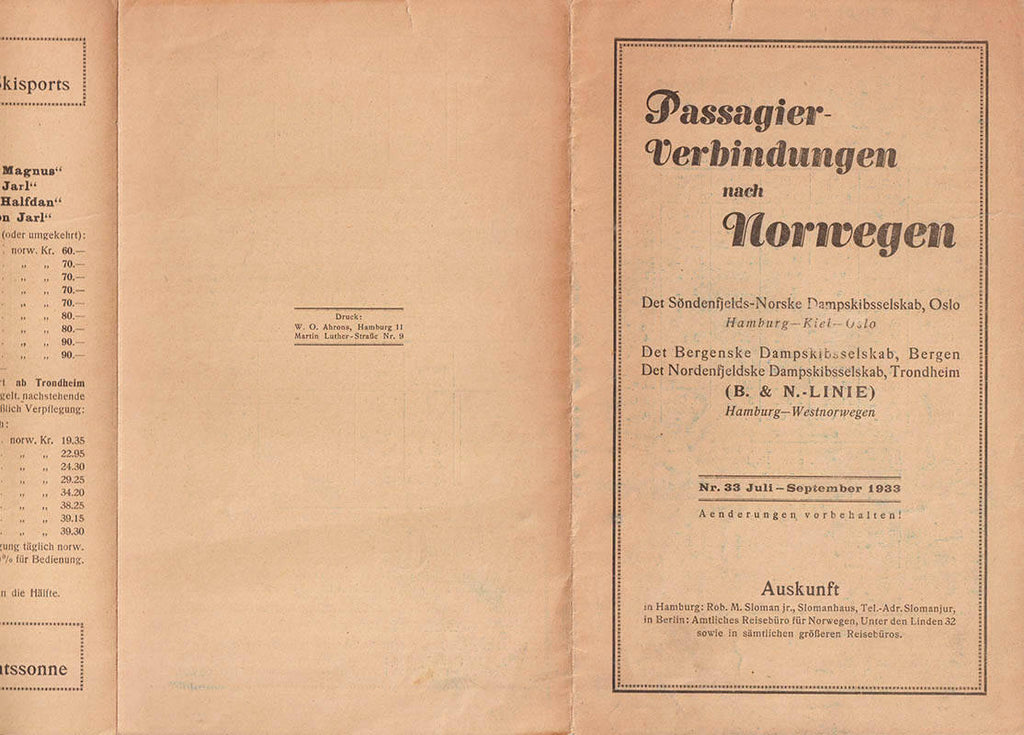 kisports
Magnus“
Jarl“
Halfdan“
n Jarl“
(oder umgekehrt):
norw. Kr. 60.—
„ „ 70.—
„ „ 70.—
„ „ 70.—
„ „ 70.—
„ „ 80.—
„ „ 80.—
„ „ 90.—
„ „ 90.—
ab Trondheim
gelt. nachstehende
ßlich Verpflegung:
norw. Kr. 19.35
„ „ 22.95
„ „ 24.30
„ „ 29.25
„ „ 34.20
„ „ 38.25
„ „ 39.15
„ „ 39.30
gung täglich norw.
% für Bedienung.
n die Hälfte.
tssonne
Druck:
W. O. Ahrons, Hamburg 11
Martin Luther-Straße Nr. 9
Passagier-
Verbindungen
nach
Norwegen
Det Söndenfjelds-Norske Dampskibsselskab, Oslo
Hamburg—Kiel—Oslo
Det Bergenske Dampskibsselskab, Bergen
Det Nordenfjeldske Dampskibsselskab, Trondheim
(B. & N.-LINIE)
Hamburg—Westnorwegen
Nr. 33 Juli – September 1933
Aenderungen vorbehalten!
Auskunft
in Hamburg: Rob. M. Sloman jr., Slomanhaus, Tel.-Adr. Slomanjur,
in Berlin: Amtliches Reisebüro für Norwegen, Unter den Linden 32
sowie in sämtlichen größeren Reisebüros.